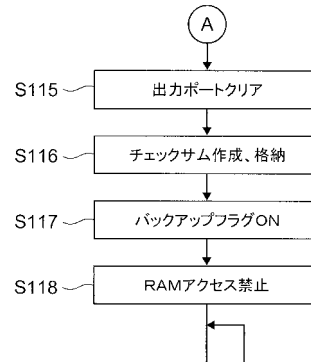 A
S115 出力ポートクリア
S116 チェックサム作成、格納
S117 バックアップフラグON
S118 RAMアクセス禁止